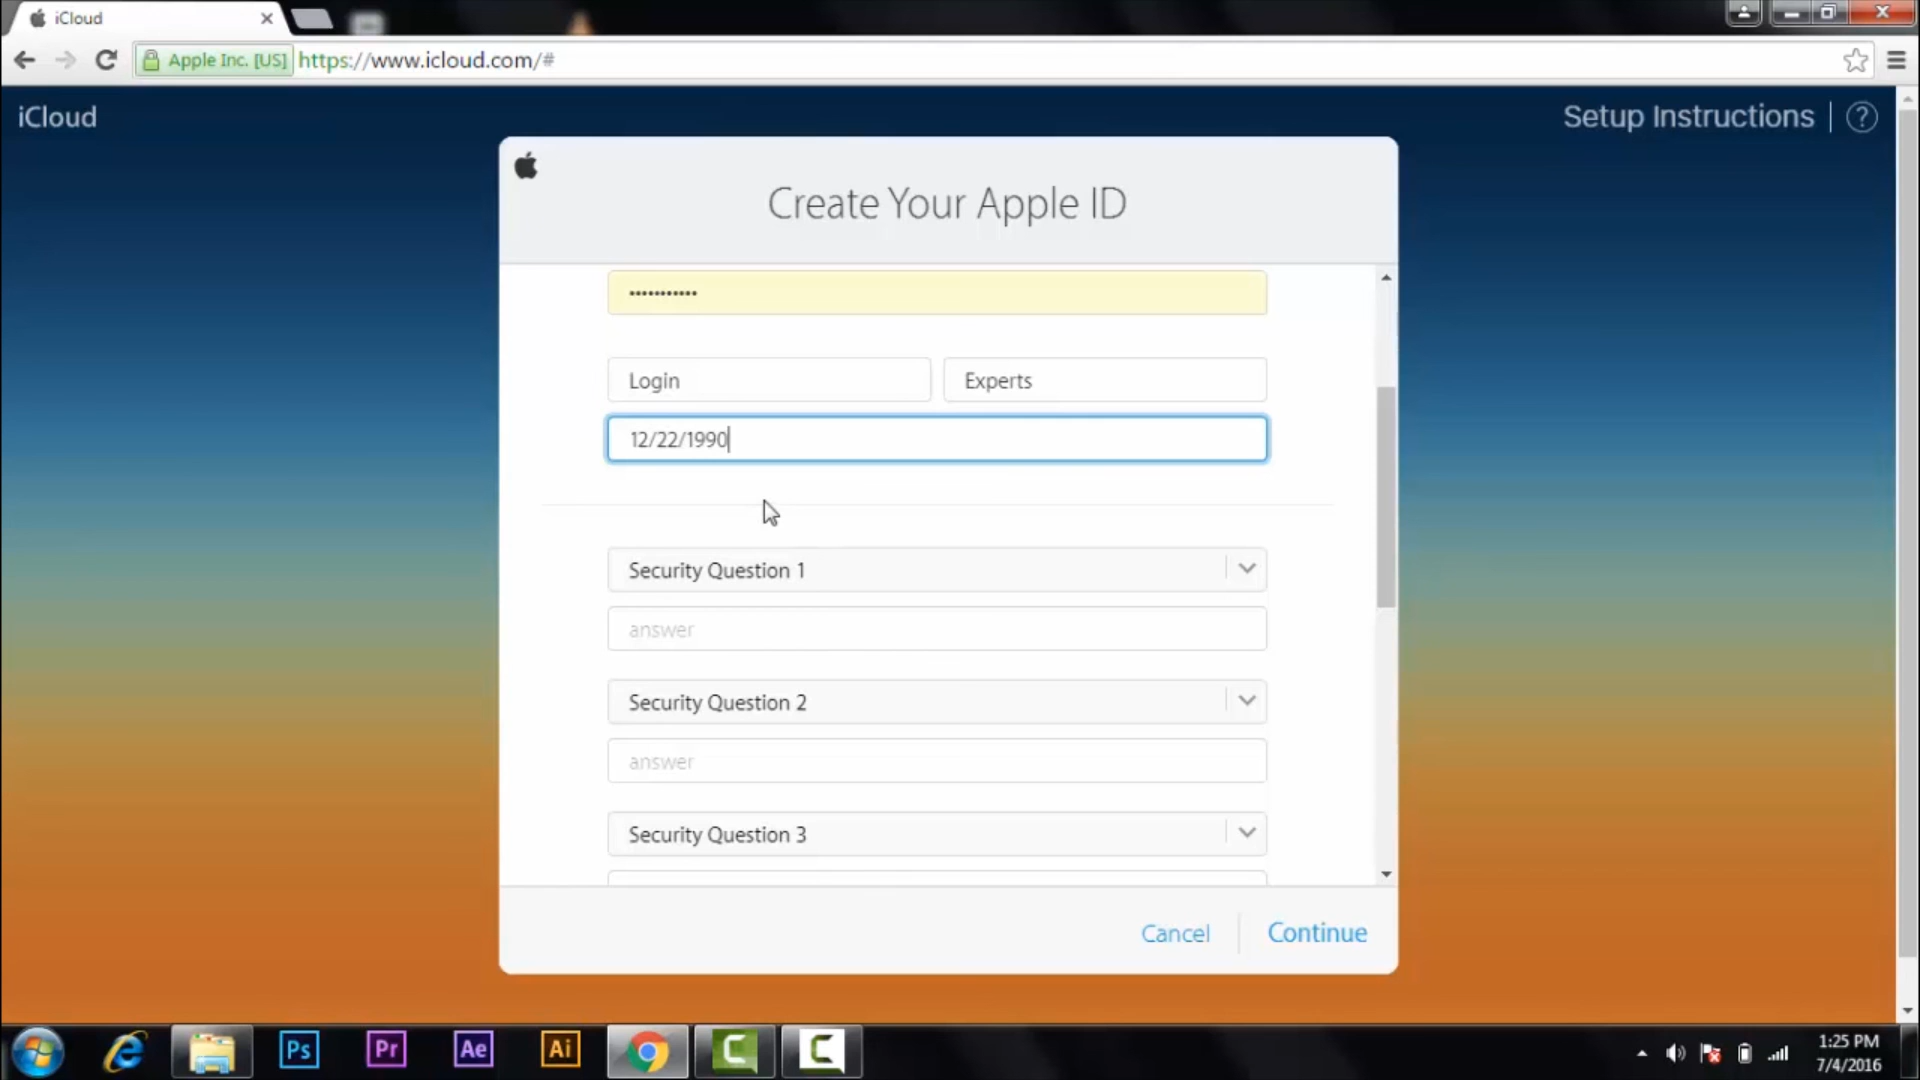 iCloud
Apple Inc. [US] https://www.icloud.com/#
iCloud
Setup Instructions
?
Create Your Apple ID
•••••••••••
Login
Experts
12/22/1990
Security Question 1
answer
Security Question 2
answer
Security Question 3
Cancel
Continue
Ps
Pr
Ae
Ai
1:25 PM
7/4/2016